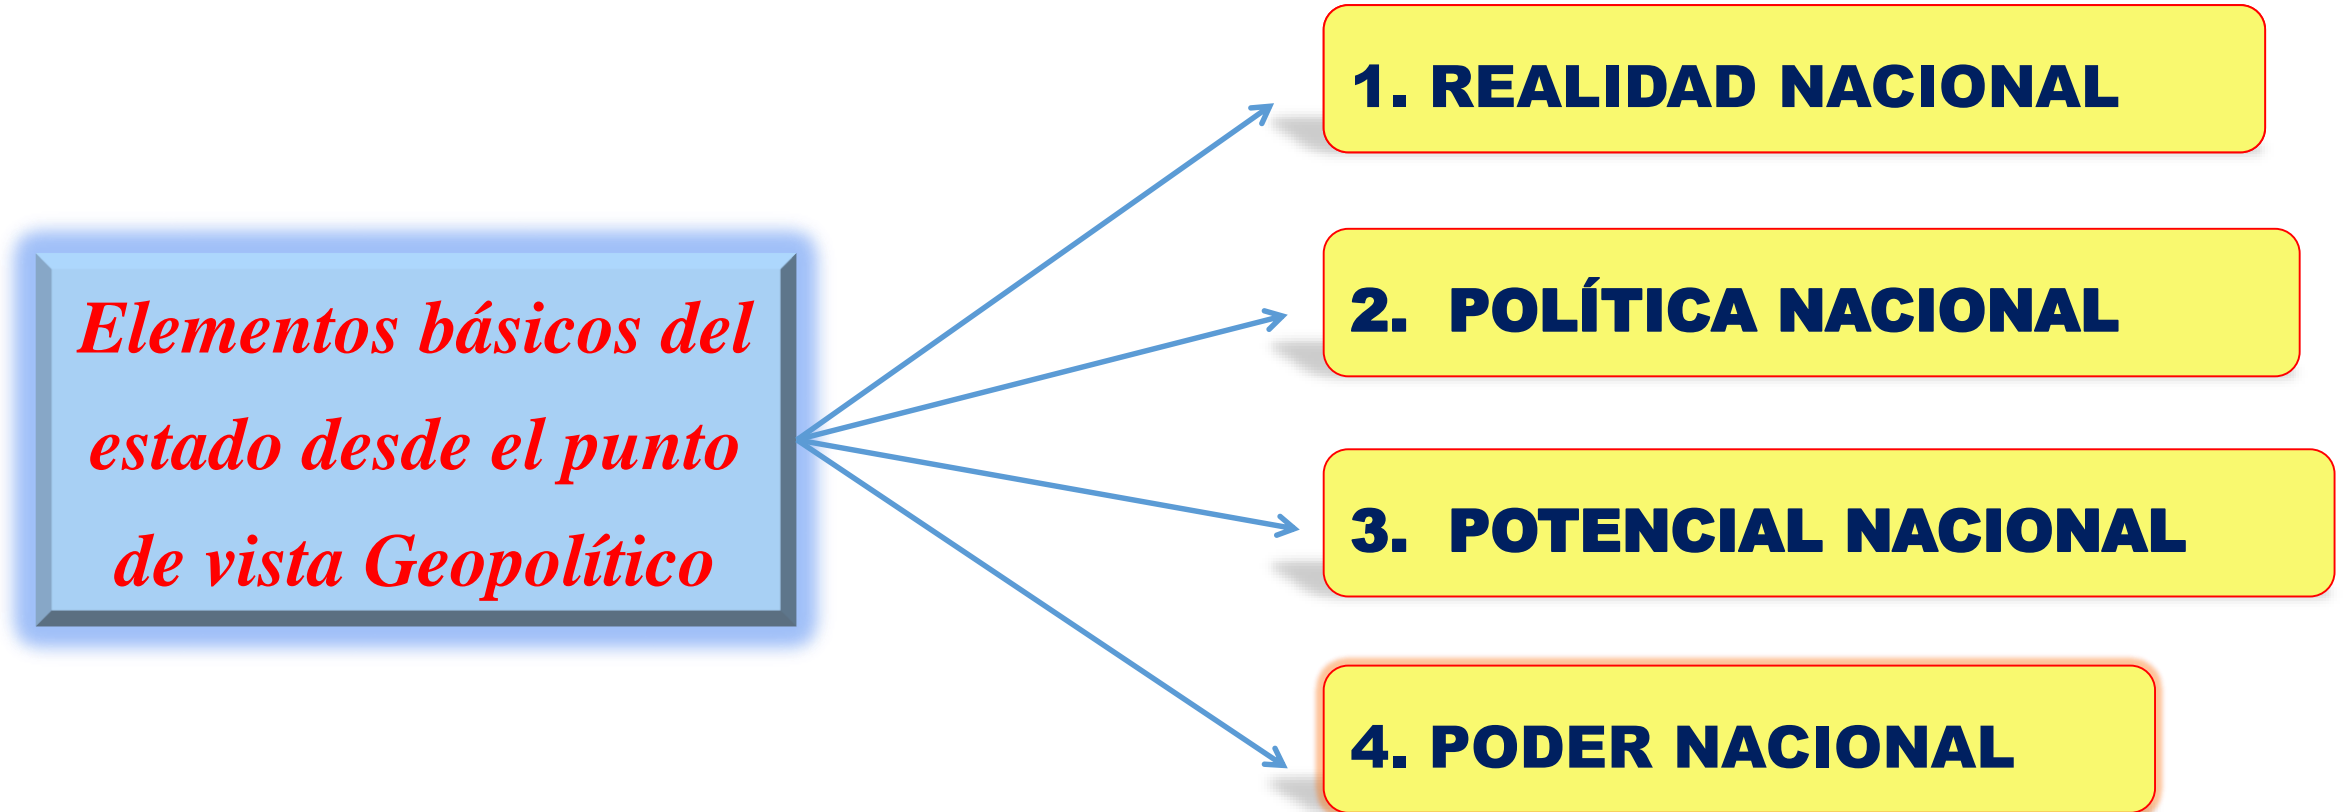 Elementos básicos del
estado desde el punto
de vista Geopolítico
1. REALIDAD NACIONAL
2. POLÍTICA NACIONAL
3. POTENCIAL NACIONAL
4. PODER NACIONAL